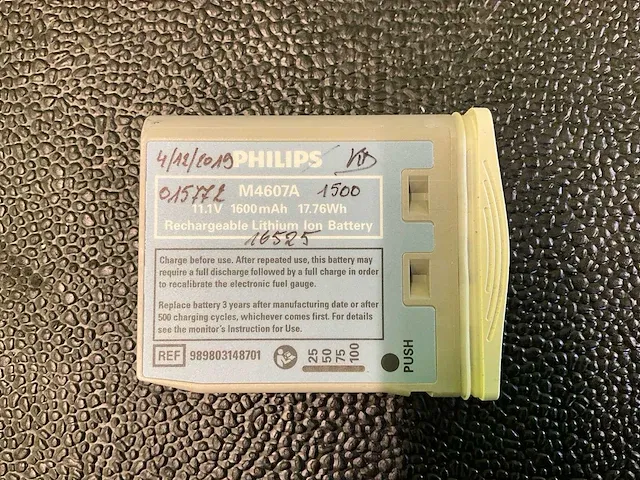 4/12/2019 PHILIPS
015772 M4607A 1500
11.1V 1600mAh 17.76Wh
Rechargeable Lithium Ion Battery
16525
Charge before use. After repeated use, this battery may
require a full discharge followed by a full charge in order
to recalibrate the electronic fuel gauge.
Replace battery 3 years after manufacturing date or after
500 charging cycles, whichever comes first. For details
see the monitor's Instruction for Use.
REF 989803148701
25
50
75
100
PUSH